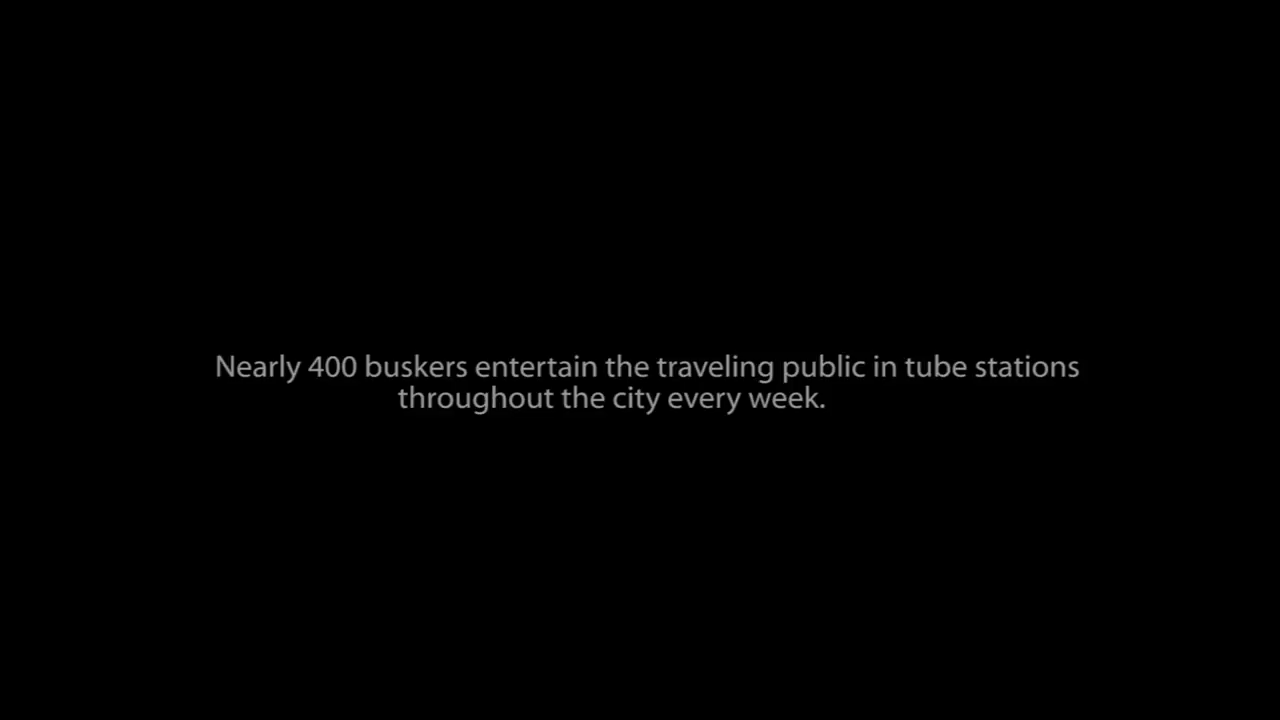 Nearly 400 buskers entertain the traveling public in tube stations
throughout the city every week.